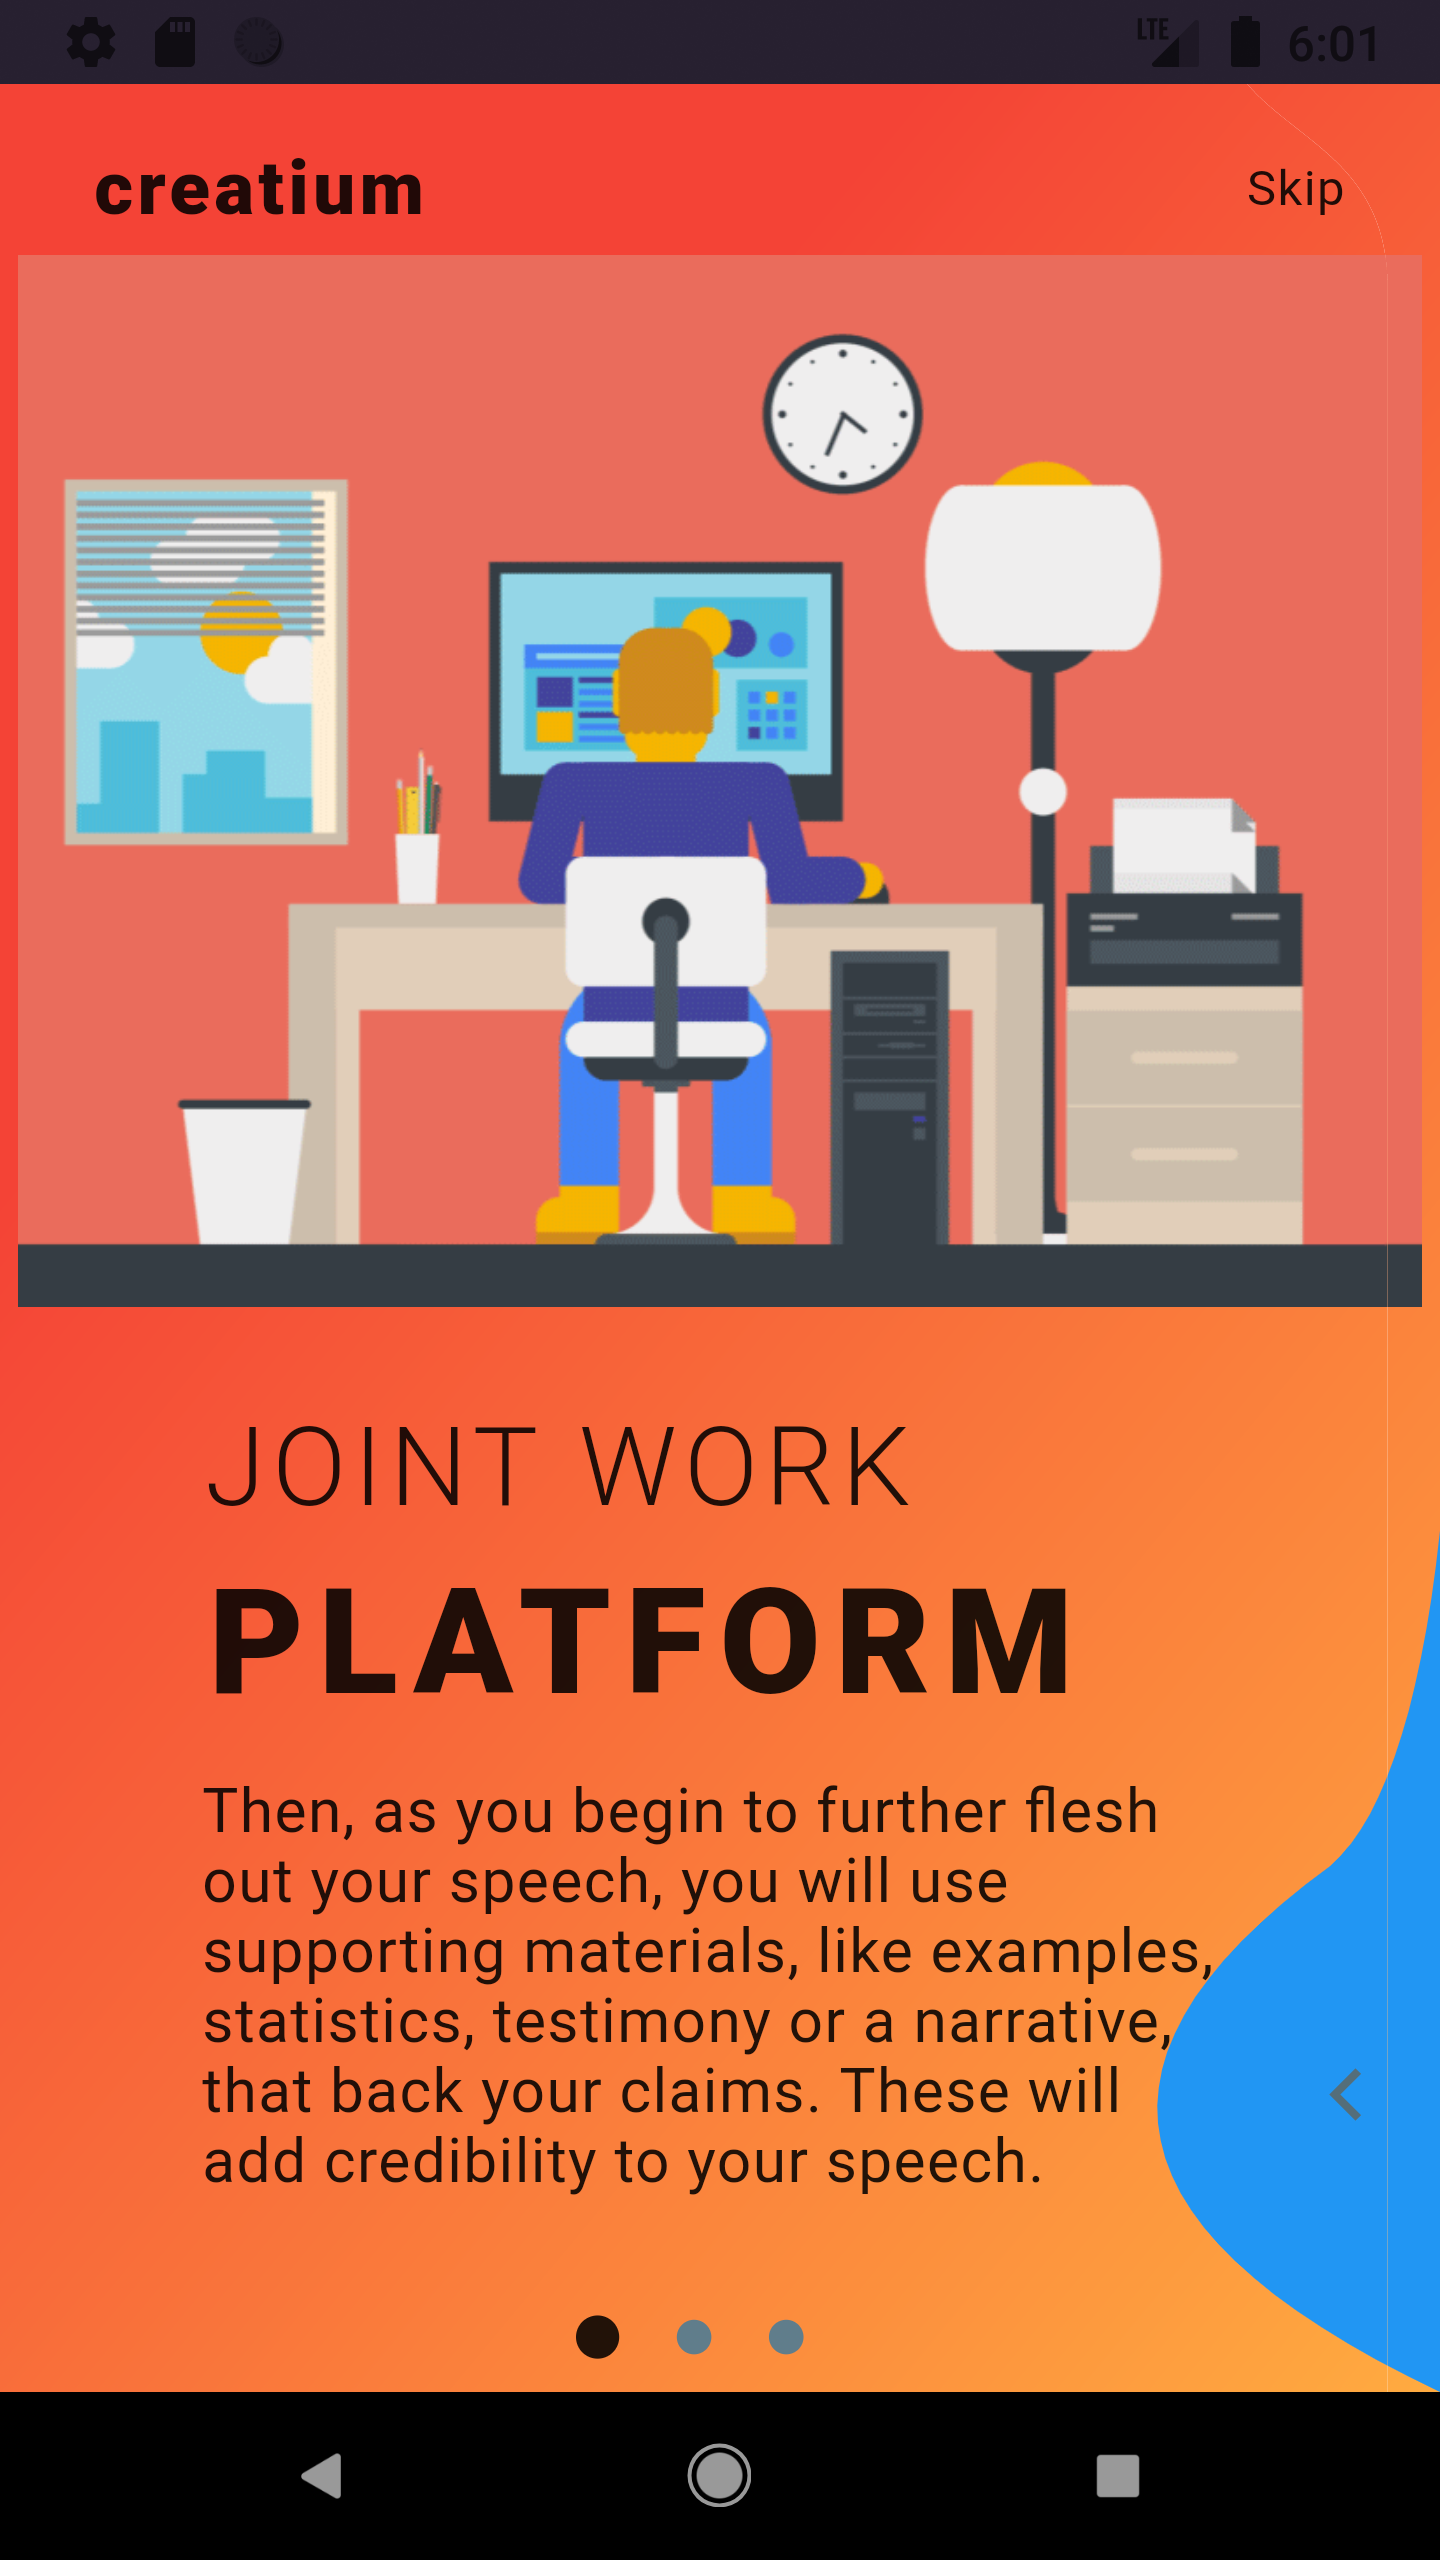 LTE 6:01
creatium
Skip
JOINT WORK
PLATFORM
Then, as you begin to further flesh
out your speech, you will use
supporting materials, like examples,
statistics, testimony or a narrative,
that back your claims. These will
add credibility to your speech.